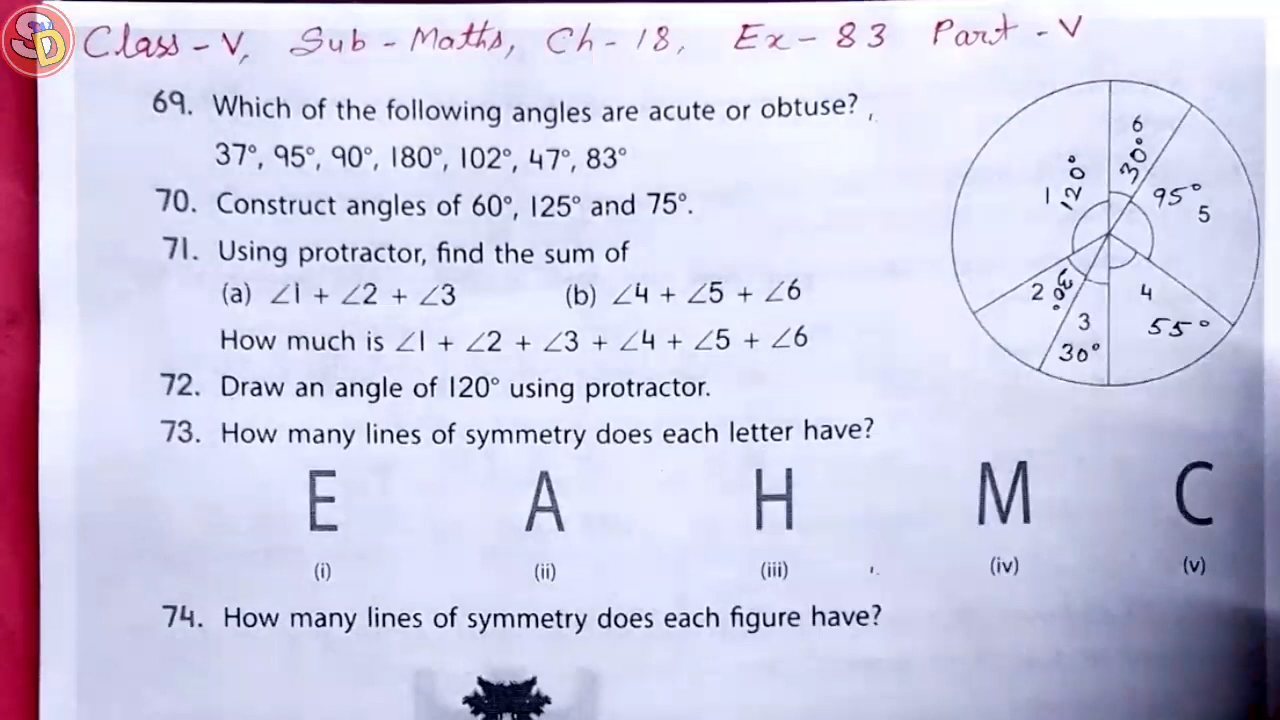 SD
Class - V, Sub - Maths, Ch - 18, Ex - 83 Part - V
69. Which of the following angles are acute or obtuse?
37°, 95°, 90°, 180°, 102°, 47°, 83°
70. Construct angles of 60°, 125° and 75°.
71. Using protractor, find the sum of
(a) ∠1 + ∠2 + ∠3 (b) ∠4 + ∠5 + ∠6
How much is ∠1 + ∠2 + ∠3 + ∠4 + ∠5 + ∠6
1 120°
30° 6
95° 5
2 30°
3 30°
4 55°
72. Draw an angle of 120° using protractor.
73. How many lines of symmetry does each letter have?
E A H M C
(i) (ii) (iii) (iv) (v)
74. How many lines of symmetry does each figure have?